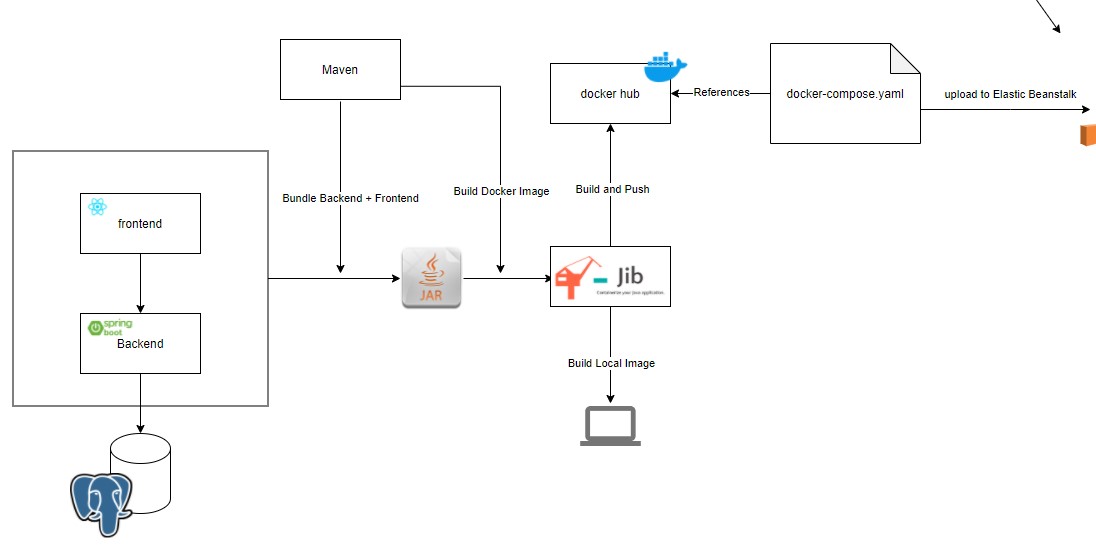 Maven
docker hub
References
docker-compose.yaml
upload to Elastic Beanstalk
Bundle Backend + Frontend
Build Docker Image
Build and Push
frontend
JAR
Jib
Containerize your Java application.
spring
boot
Backend
Build Local Image